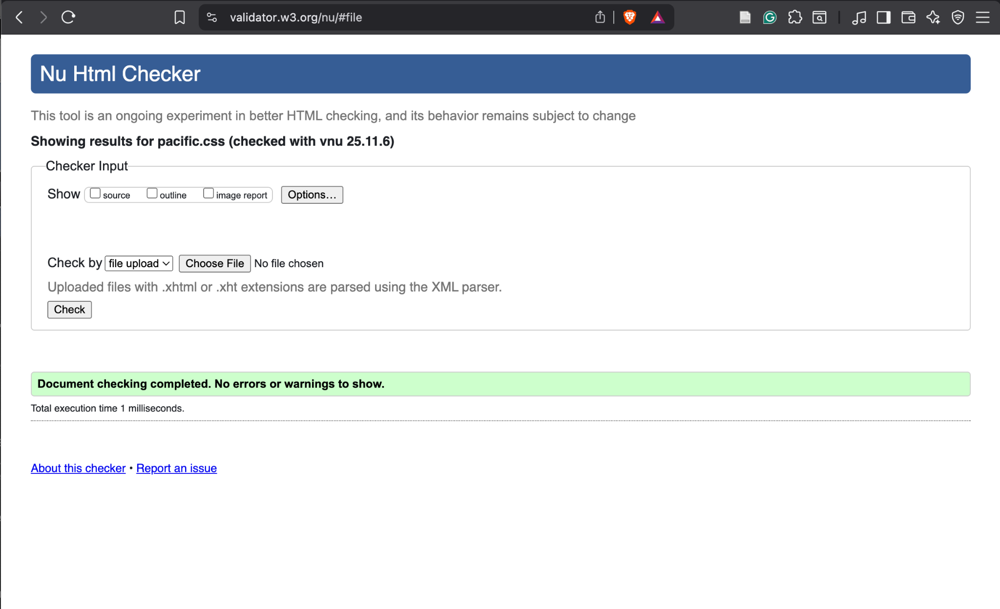 validator.w3.org/nu/#file
Nu Html Checker
This tool is an ongoing experiment in better HTML checking, and its behavior remains subject to change
Showing results for pacific.css (checked with vnu 25.11.6)
Checker Input
Show source outline image report Options…
Check by file upload Choose File No file chosen
Uploaded files with .xhtml or .xht extensions are parsed using the XML parser.
Check
Document checking completed. No errors or warnings to show.
Total execution time 1 milliseconds.
About this checker • Report an issue